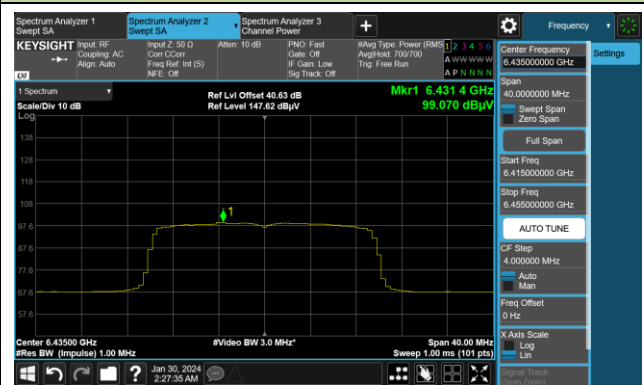 Spectrum Analyzer 1
Swept SA
Spectrum Analyzer 2
Swept SA
Spectrum Analyzer 3
Channel Power
Frequency
KEYSIGHT
Input: RF
Coupling: AC
Align: Auto
Input Z: 50 Ω
Corr CCorr
Freq Ref: Int (S)
NFE: Off
Atten: 10 dB
PNO: Fast
Gate: Off
IF Gain: Low
Sig Track: Off
#Avg Type: Power (RMS
Avg|Hold: 700/700
Trig: Free Run
1 2 3 4 5 6
A W W W W W
A P N N N N
LXI
1 Spectrum
Scale/Div 10 dB
Log
Ref Lvl Offset 40.63 dB
Ref Level 147.62 dBµV
Mkr1 6.431 4 GHz
99.070 dBµV
138
128
118
108
97.6
87.6
77.6
67.6
57.6
1
Center 6.43500 GHz
#Res BW (Impulse) 1.00 MHz
#Video BW 3.0 MHz*
Span 40.00 MHz
Sweep 1.00 ms (101 pts)
Jan 30, 2024
2:27:35 AM
Center Frequency
6.435000000 GHz
Settings
Span
40.0000000 MHz
Swept Span
Zero Span
Full Span
Start Freq
6.415000000 GHz
Stop Freq
6.455000000 GHz
AUTO TUNE
CF Step
4.000000 MHz
Auto
Man
Freq Offset
0 Hz
X Axis Scale
Log
Lin
Signal Track
(Span Zoom)